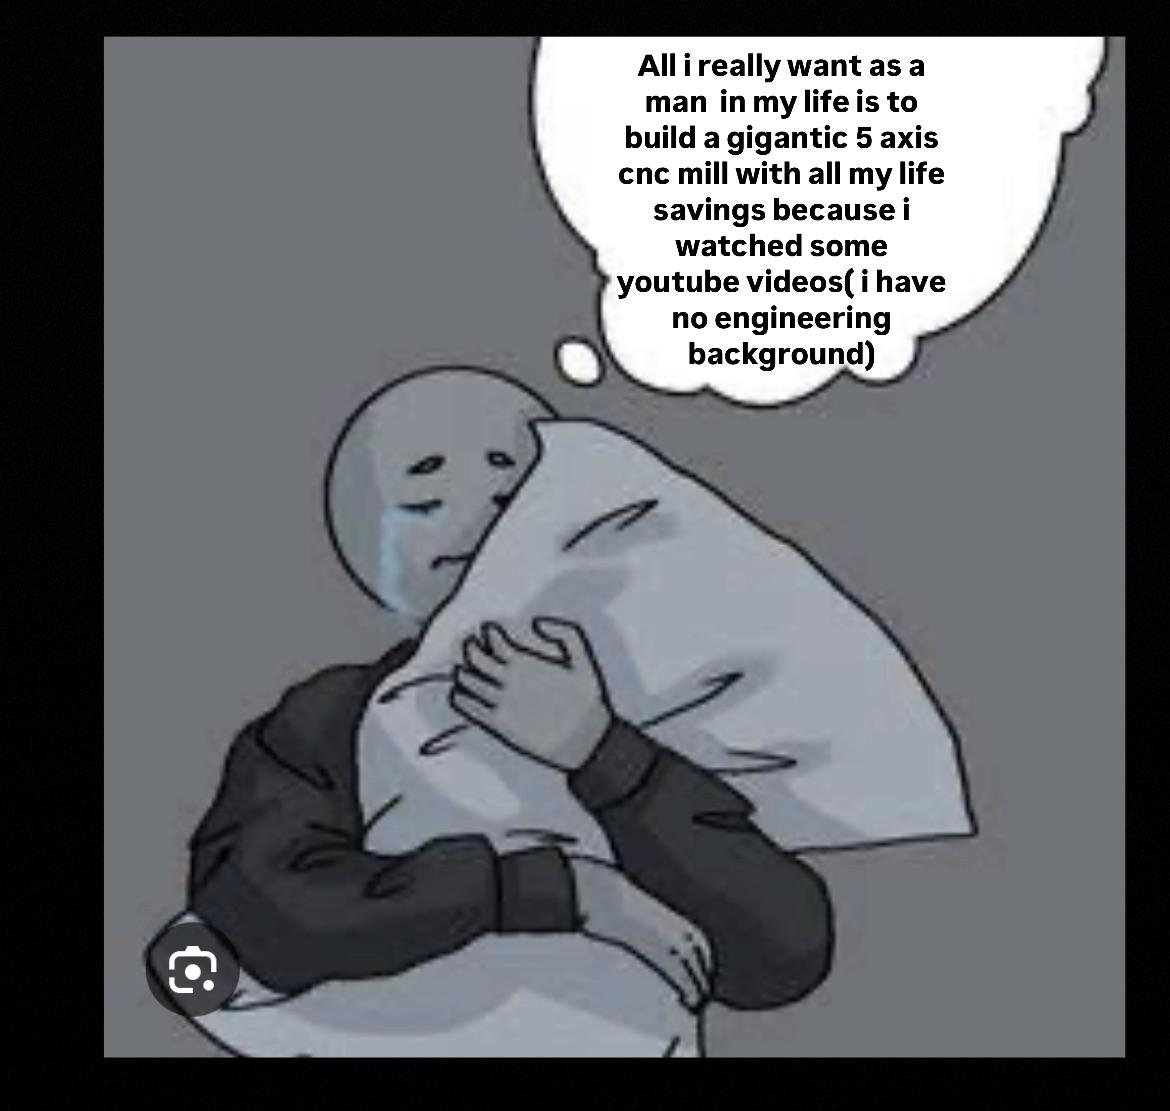 All i really want as a
man  in my life is to
build a gigantic 5 axis
cnc mill with all my life
savings because i
watched some
youtube videos( i have
no engineering
background)